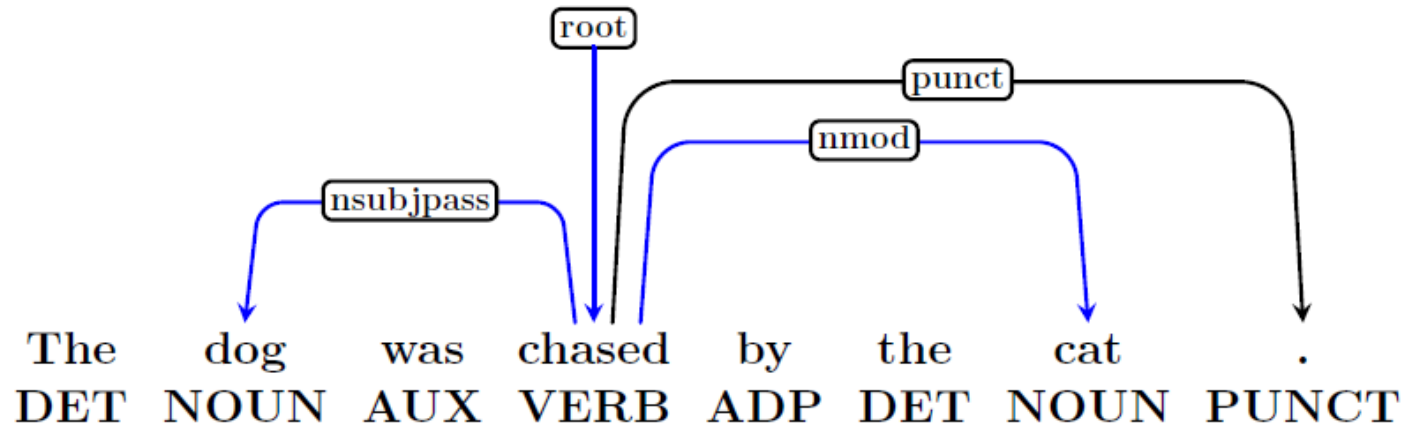 root
punct
nmod
nsubjpass
The dog was chased by the cat .
DET NOUN AUX VERB ADP DET NOUN PUNCT